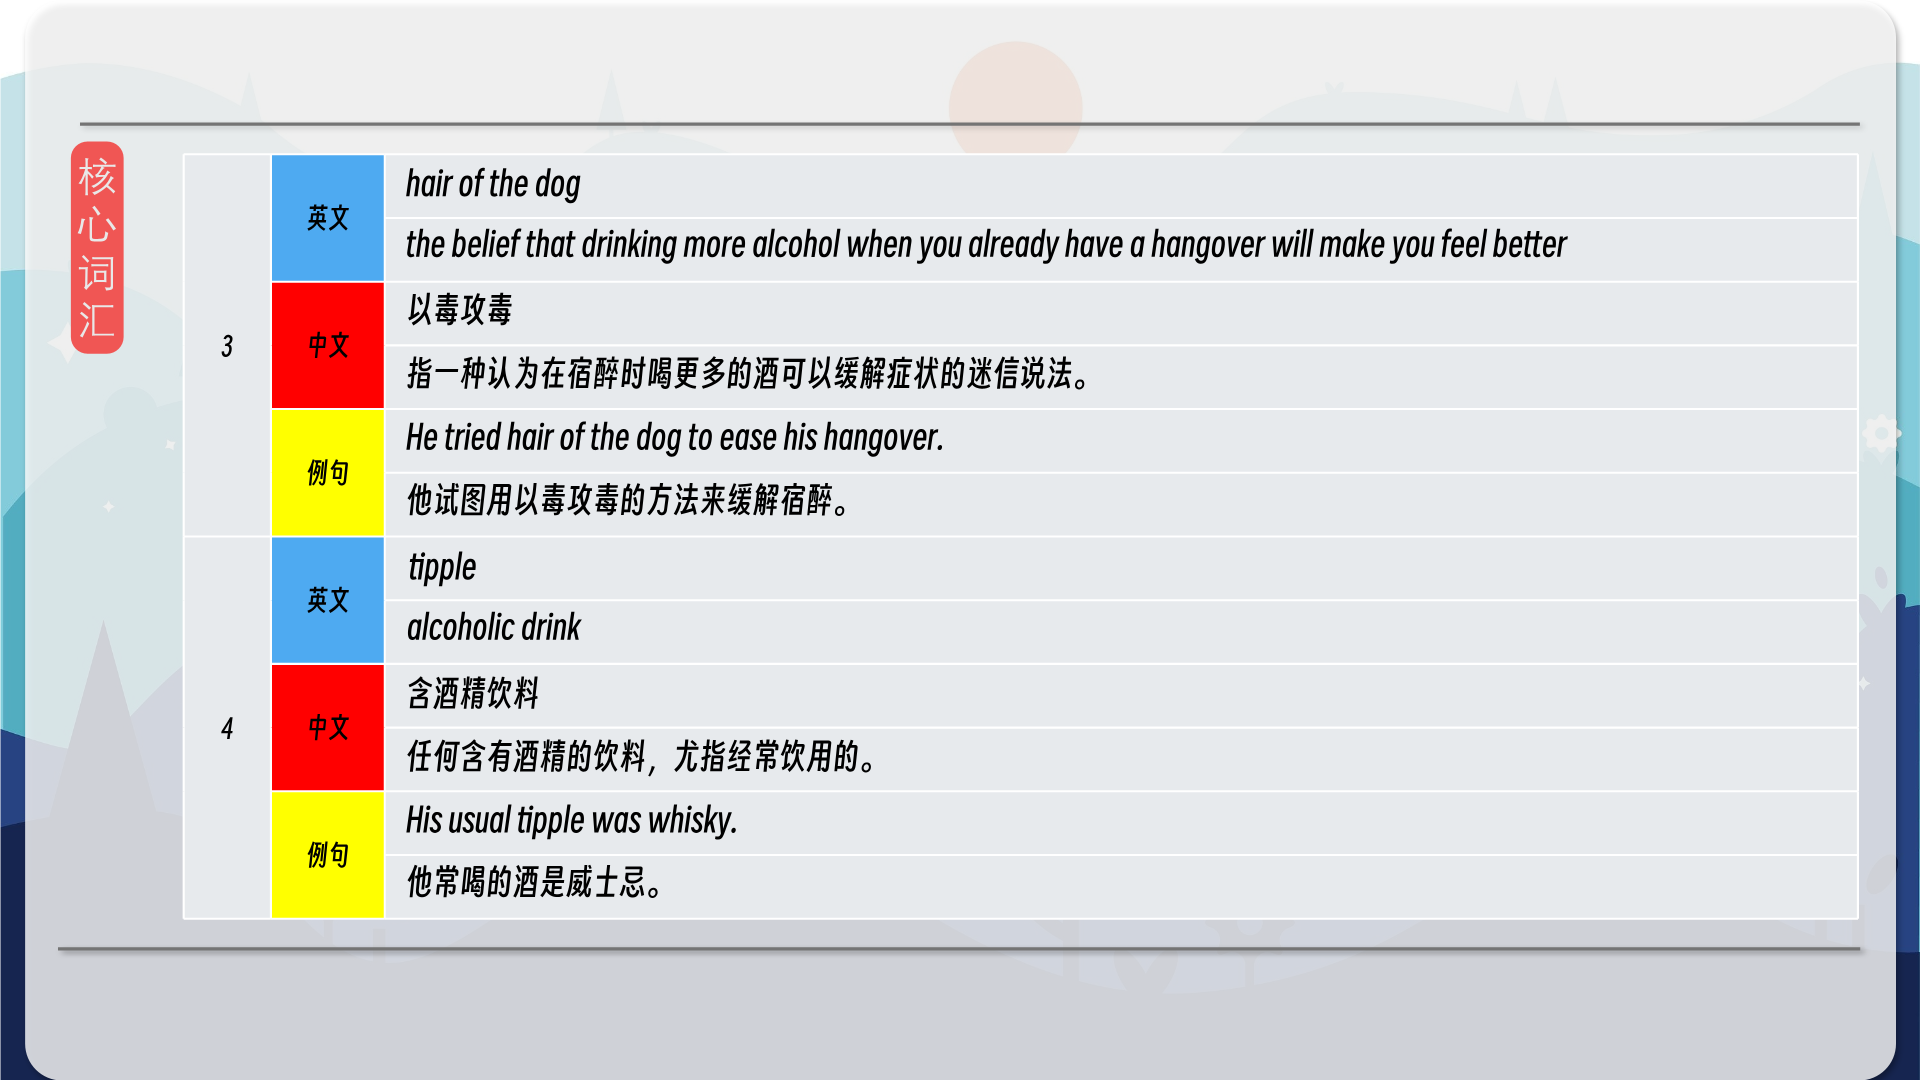 核心词汇
3
英文
hair of the dog
the belief that drinking more alcohol when you already have a hangover will make you feel better
中文
以毒攻毒
指一种认为在宿醉时喝更多的酒可以缓解症状的迷信说法。
例句
He tried hair of the dog to ease his hangover.
他试图用以毒攻毒的方法来缓解宿醉。
4
英文
tipple
alcoholic drink
中文
含酒精饮料
任何含有酒精的饮料，尤指经常饮用的。
例句
His usual tipple was whisky.
他常喝的酒是威士忌。